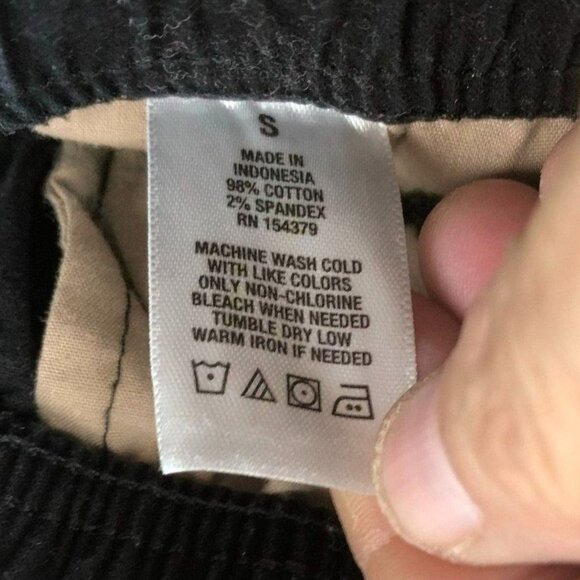 S
MADE IN
INDONESIA
98% COTTON
2% SPANDEX
RN 154379
MACHINE WASH COLD
WITH LIKE COLORS
ONLY NON-CHLORINE
BLEACH WHEN NEEDED
TUMBLE DRY LOW
WARM IRON IF NEEDED